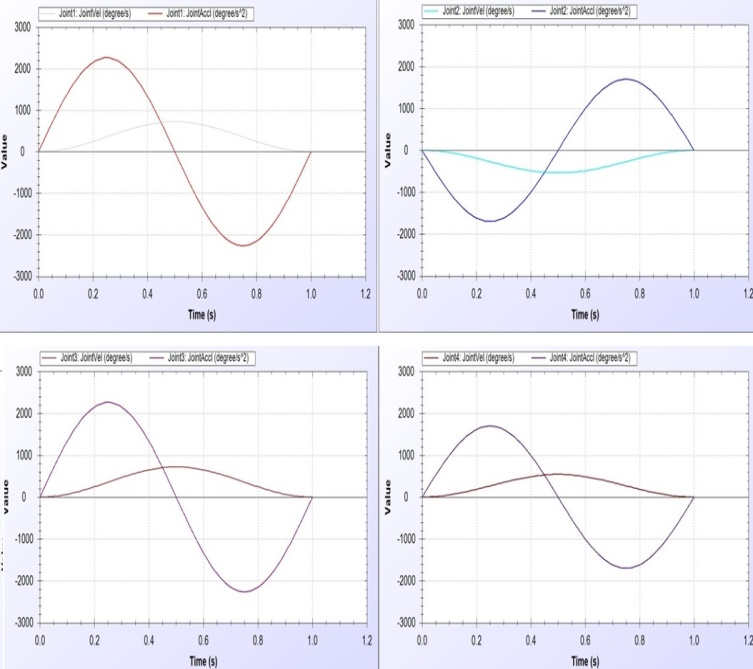 Joint1: JointVel (degree/s) Joint1: JointAccl (degree/s^2)
3000
2000
1000
0
-1000
-2000
-3000
Value
0.0 0.2 0.4 0.6 0.8 1.0 1.2
Time (s)
Joint2: JointVel (degree/s) Joint2: JointAccl (degree/s^2)
3000
2000
1000
0
-1000
-2000
-3000
Value
0.0 0.2 0.4 0.6 0.8 1.0 1.2
Time (s)
Joint3: JointVel (degree/s) Joint3: JointAccl (degree/s^2)
3000
2000
1000
0
-1000
-2000
-3000
Value
0.0 0.2 0.4 0.6 0.8 1.0 1.2
Time (s)
Joint4: JointVel (degree/s) Joint4: JointAccl (degree/s^2)
3000
2000
1000
0
-1000
-2000
-3000
Value
0.0 0.2 0.4 0.6 0.8 1.0 1.2
Time (s)